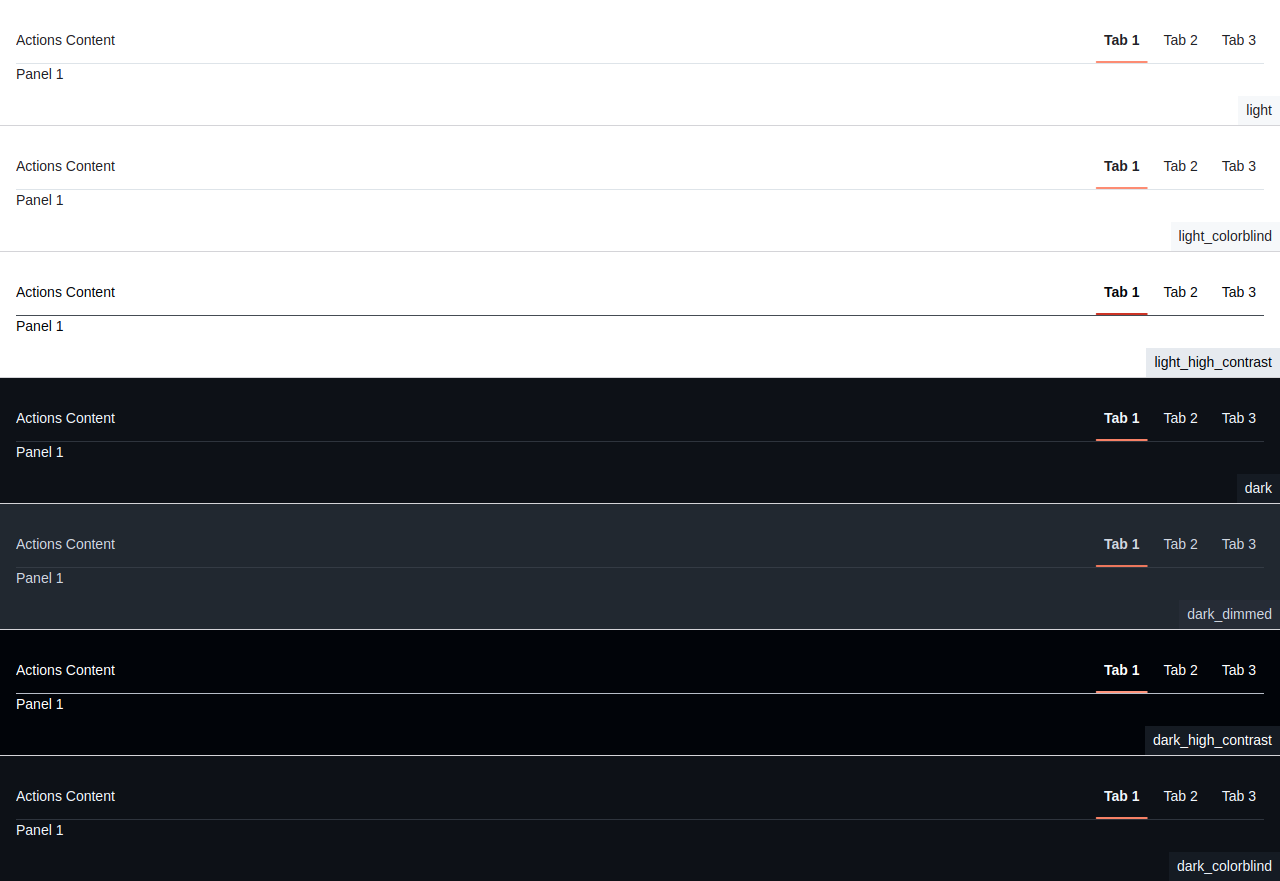 Actions Content Tab 1 Tab 2 Tab 3
Panel 1
light
Actions Content Tab 1 Tab 2 Tab 3
Panel 1
light_colorblind
Actions Content Tab 1 Tab 2 Tab 3
Panel 1
light_high_contrast
Actions Content Tab 1 Tab 2 Tab 3
Panel 1
dark
Actions Content Tab 1 Tab 2 Tab 3
Panel 1
dark_dimmed
Actions Content Tab 1 Tab 2 Tab 3
Panel 1
dark_high_contrast
Actions Content Tab 1 Tab 2 Tab 3
Panel 1
dark_colorblind